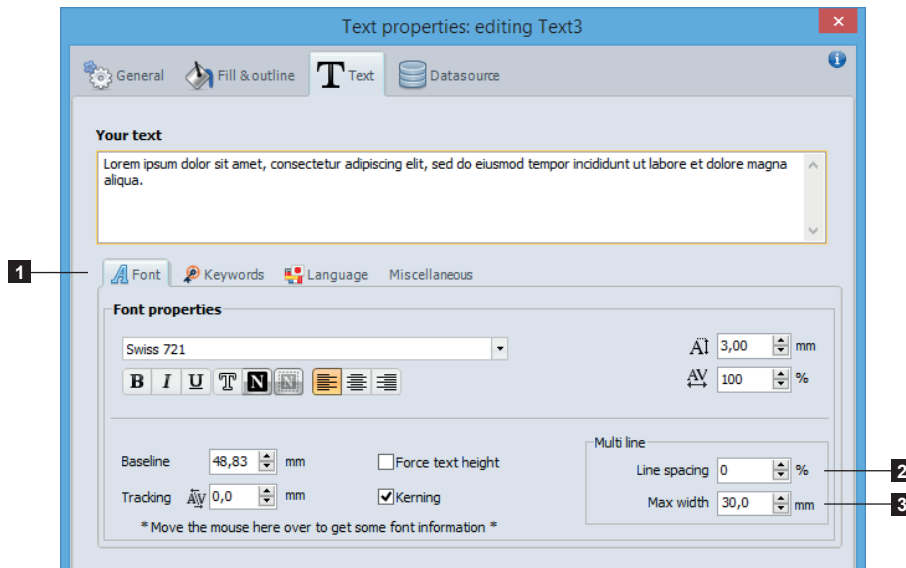 Text properties: editing Text3
General Fill & outline Text Datasource
Your text
Lorem ipsum dolor sit amet, consectetur adipiscing elit, sed do eiusmod tempor incididunt ut labore et dolore magna
aliqua.
1
Font Keywords Language Miscellaneous
Font properties
Swiss 721
3,00 mm
B I U T N N
AV 100 %
Multi line
Baseline 48,83 mm Force text height
Line spacing 0 % 2
Tracking AV 0,0 mm Kerning
Max width 30,0 mm 3
* Move the mouse here over to get some font information *